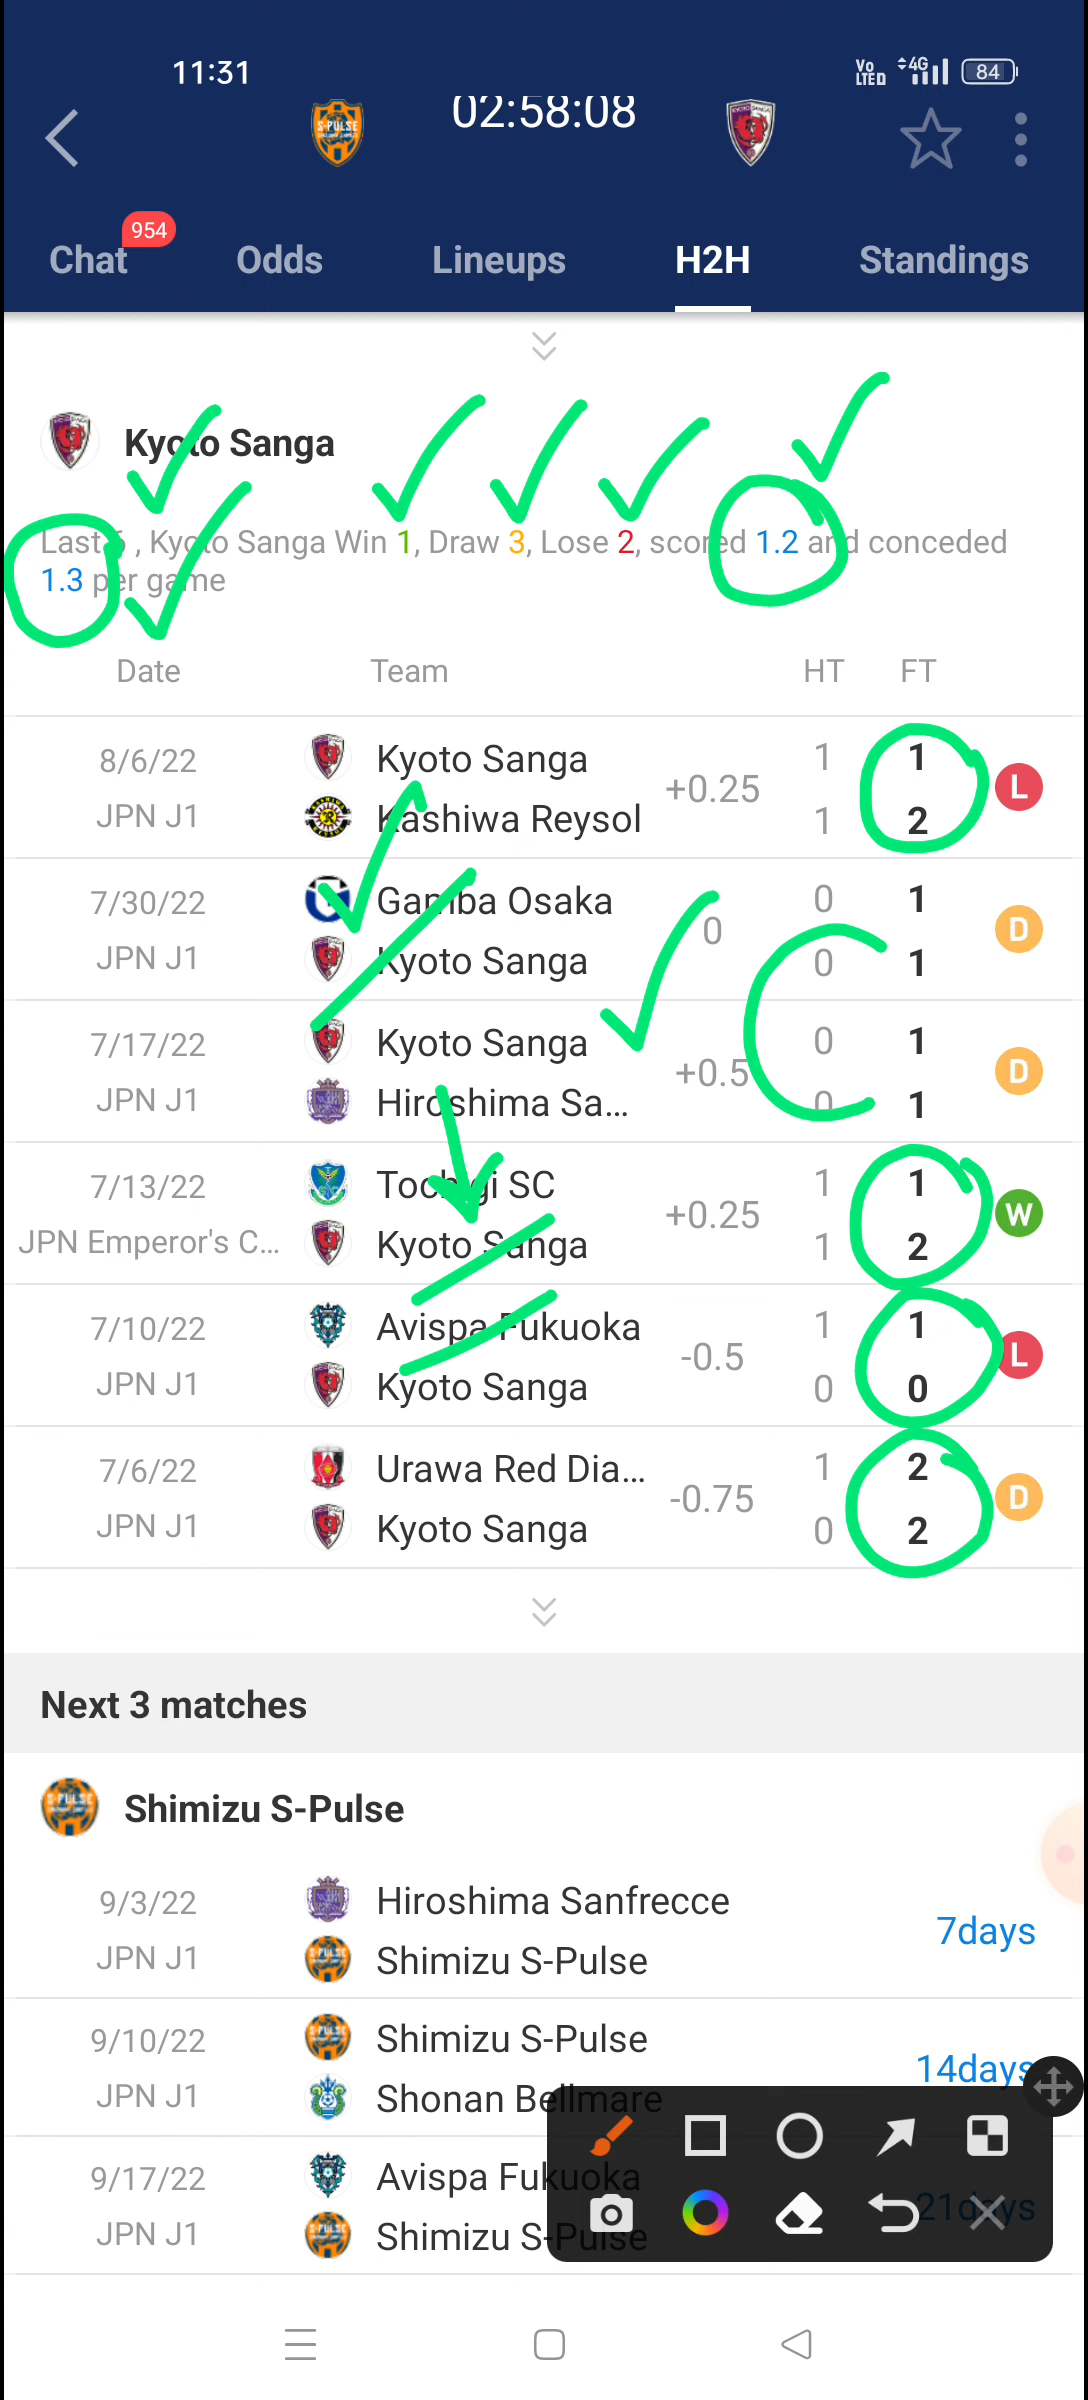 11:31
Vo LTED 4G 84
02:58:08
954
Chat Odds Lineups H2H Standings
Kyoto Sanga
Last 6 , Kyoto Sanga Win 1, Draw 3, Lose 2, scored 1.2 and conceded
1.3 per game
Date Team HT FT
8/6/22 Kyoto Sanga 1 1
+0.25 L
JPN J1 Kashiwa Reysol 1 2
7/30/22 Gamba Osaka 0 1
0 D
JPN J1 Kyoto Sanga 0 1
7/17/22 Kyoto Sanga 0 1
+0.5 D
JPN J1 Hiroshima Sa... 0 1
7/13/22 Tochigi SC 1 1
+0.25 W
JPN Emperor's C... Kyoto Sanga 1 2
7/10/22 Avispa Fukuoka 1 1
-0.5 L
JPN J1 Kyoto Sanga 0 0
7/6/22 Urawa Red Dia... 1 2
-0.75 D
JPN J1 Kyoto Sanga 0 2
Next 3 matches
Shimizu S-Pulse
9/3/22 Hiroshima Sanfrecce
7days
JPN J1 Shimizu S-Pulse
9/10/22 Shimizu S-Pulse
14days
JPN J1 Shonan Bellmare
9/17/22 Avispa Fukuoka
21days
JPN J1 Shimizu S-Pulse